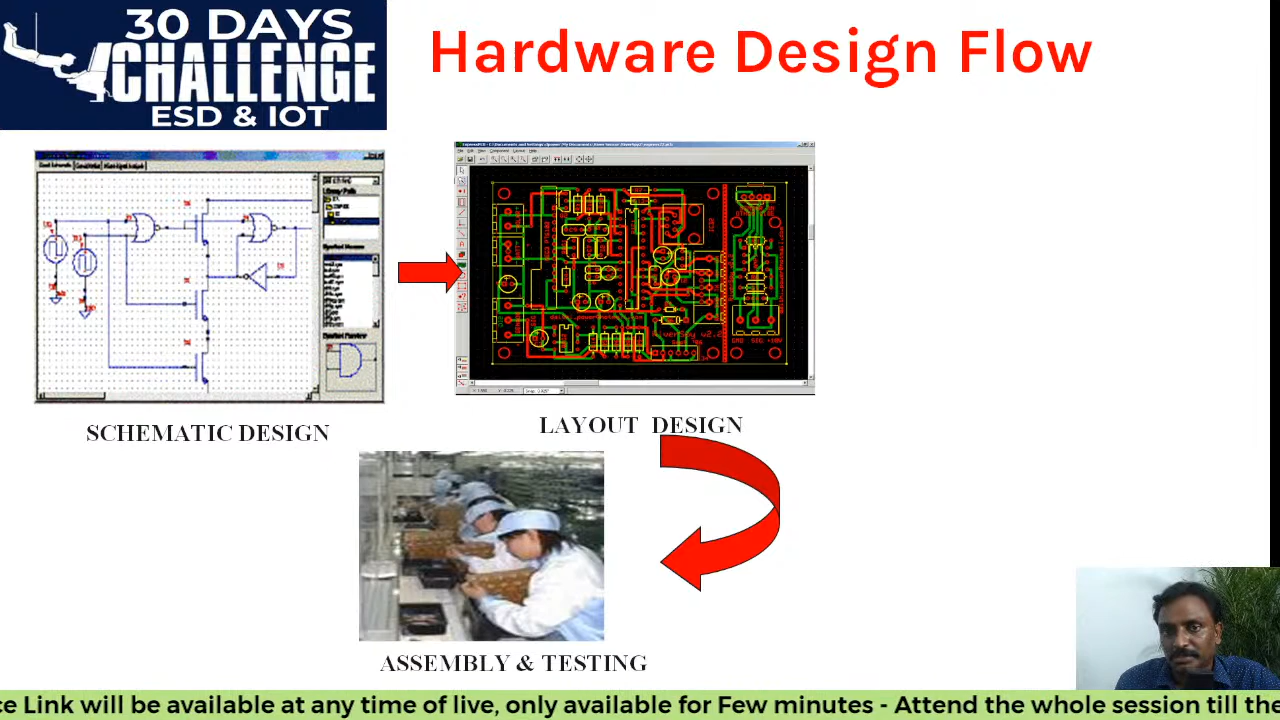 30 DAYS
CHALLENGE
ESD & IOT
Hardware Design Flow
SCHEMATIC DESIGN
LAYOUT DESIGN
ASSEMBLY & TESTING
ce Link will be available at any time of live, only available for Few minutes - Attend the whole session till the